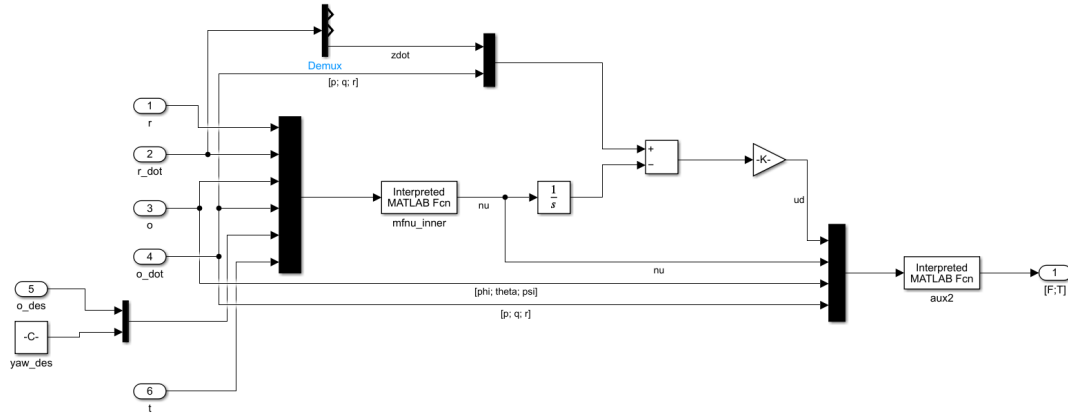 zdot
Demux
[p; q; r]
1
r
2
r_dot
3
o
4
o_dot
5
o_des
-C-
yaw_des
6
t
Interpreted
MATLAB Fcn
mfnu_inner
nu
1
s
+
−
-K-
ud
nu
[phi; theta; psi]
[p; q; r]
Interpreted
MATLAB Fcn
aux2
1
[F;T]